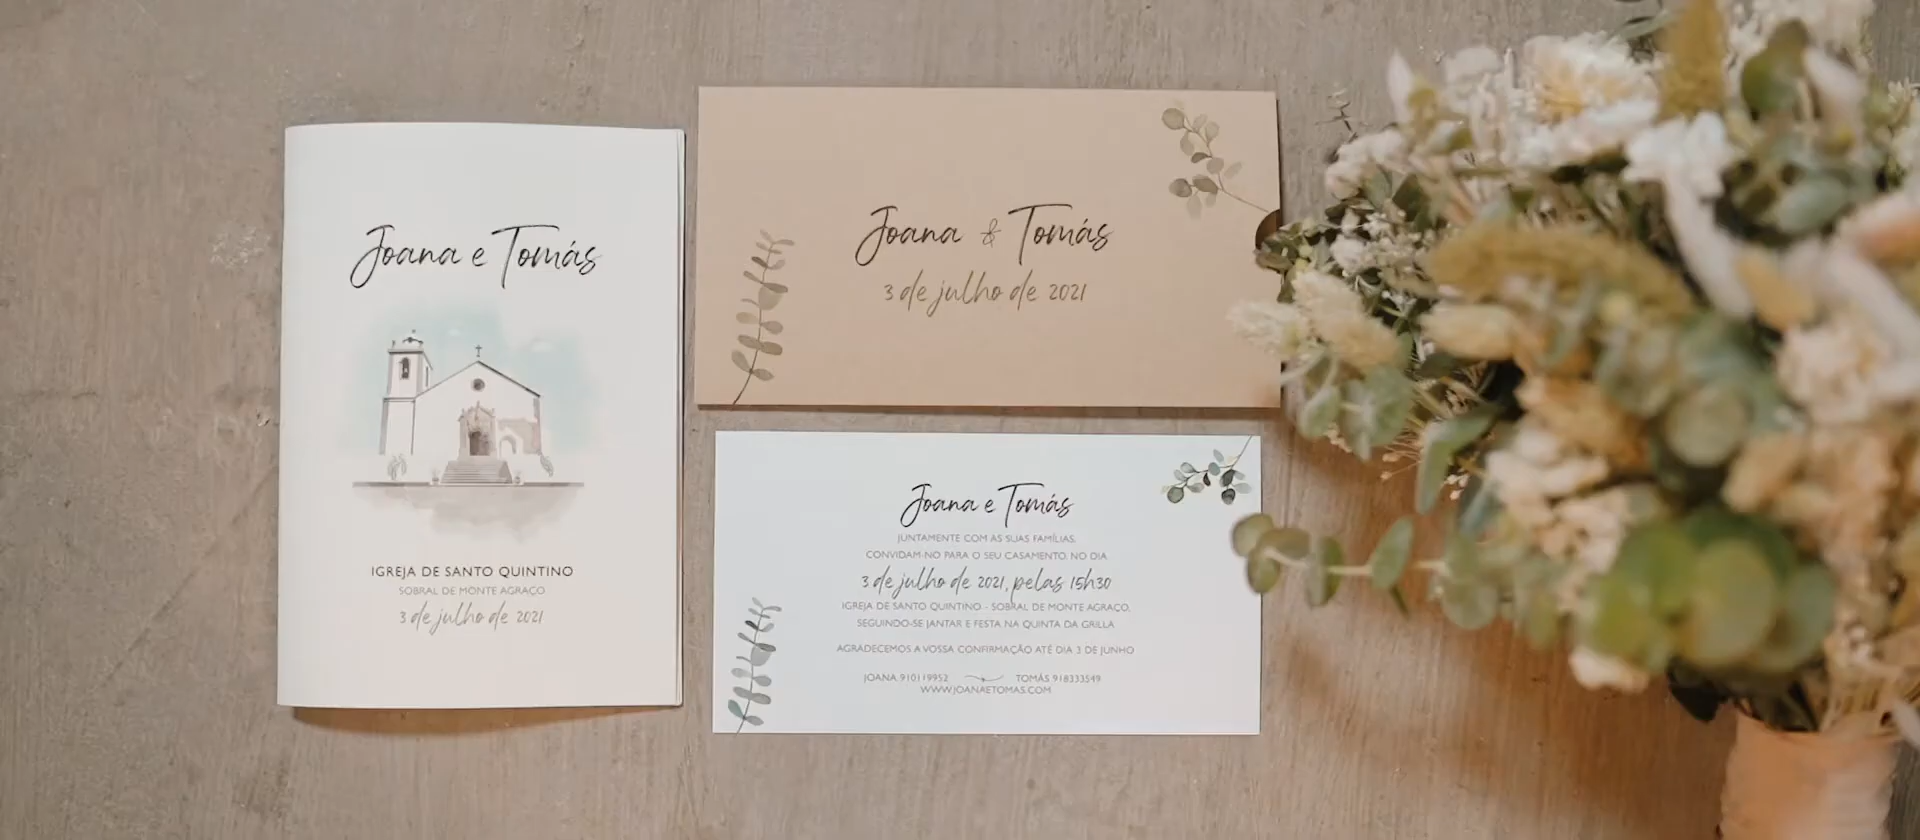 Joana e Tomás
IGREJA DE SANTO QUINTINO
SOBRAL DE MONTE AGRAÇO
3 de julho de 2021
Joana & Tomás
3 de julho de 2021
Joana e Tomás
JUNTAMENTE COM AS SUAS FAMÍLIAS,
CONVIDAM-NO PARA O SEU CASAMENTO, NO DIA
3 de julho de 2021, pelas 15h30
IGREJA DE SANTO QUINTINO - SOBRAL DE MONTE AGRAÇO,
SEGUINDO-SE JANTAR E FESTA NA QUINTA DA GRILLA
AGRADECEMOS A VOSSA CONFIRMAÇÃO ATÉ DIA 3 DE JUNHO
JOANA 910119952 TOMÁS 918333549
WWW.JOANAETOMAS.COM